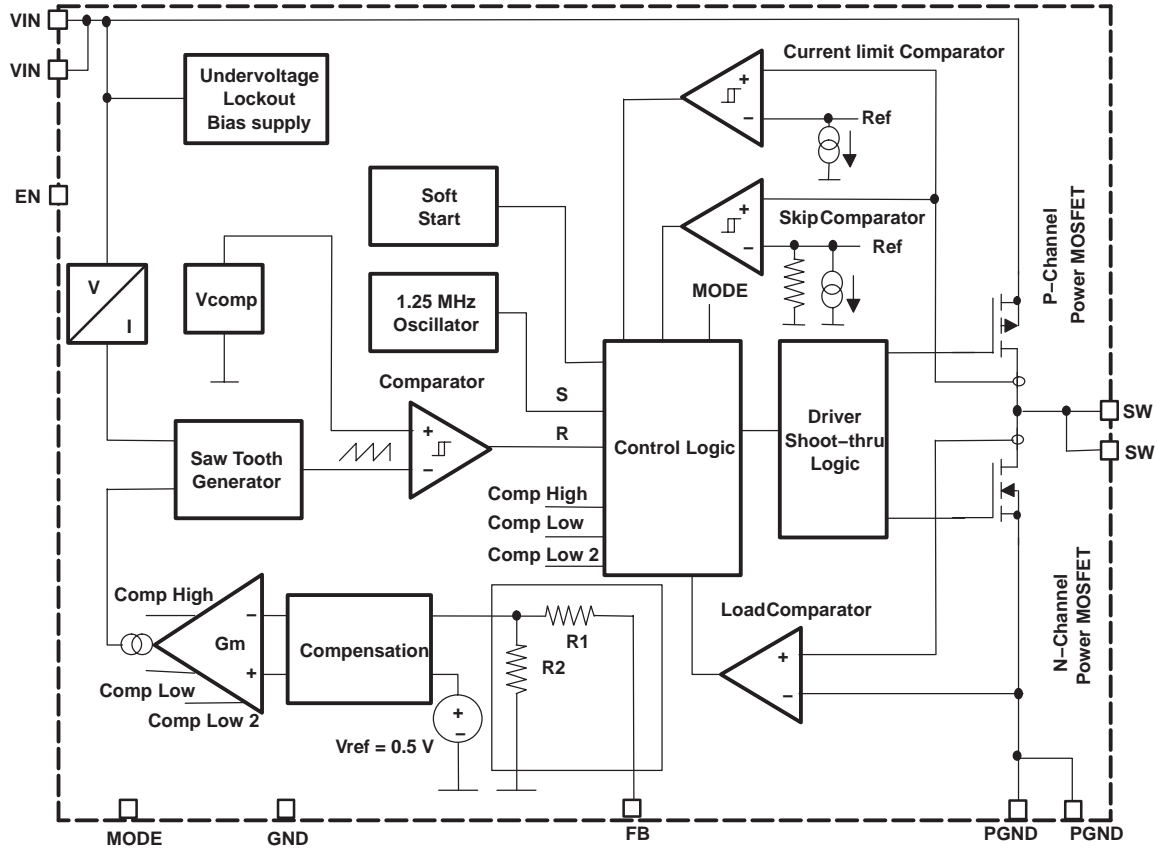 VIN
VIN
Undervoltage
Lockout
Bias supply
Current limit Comparator
+
−
Ref
EN
Soft
Start
+
−
Skip Comparator
Ref
P−Channel
Power MOSFET
V
I
Vcomp
1.25 MHz
Oscillator
MODE
Comparator
S
R
+
−
Saw Tooth
Generator
Control Logic
Driver
Shoot−thru
Logic
SW
SW
Comp High
Comp Low
Comp Low 2
N−Channel
Power MOSFET
Comp High
Gm
−
+
Comp Low
Comp Low 2
Compensation
R1
R2
Load Comparator
+
−
+
−
Vref = 0.5 V
MODE
GND
FB
PGND
PGND